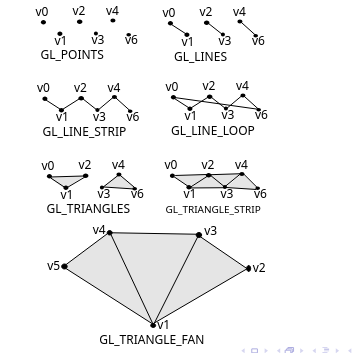 v0 v2 v4
v1 v3 v6
GL_POINTS
v0 v2 v4
v1 v3 v6
GL_LINES
v0 v2 v4
v1 v3 v6
GL_LINE_STRIP
v0 v2 v4
v1 v3 v6
GL_LINE_LOOP
v0 v2 v4
v1 v3 v6
GL_TRIANGLES
v0 v2 v4
v1 v3 v6
GL_TRIANGLE_STRIP
v4 v3
v5 v2
v1
GL_TRIANGLE_FAN